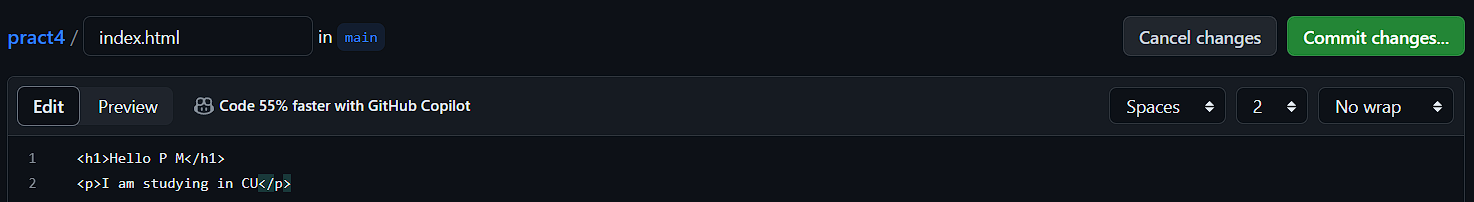 pract4 / index.html in main Cancel changes Commit changes...
Edit Preview Code 55% faster with GitHub Copilot Spaces 2 No wrap
1 <h1>Hello P M</h1>
2 <p>I am studying in CU</p>